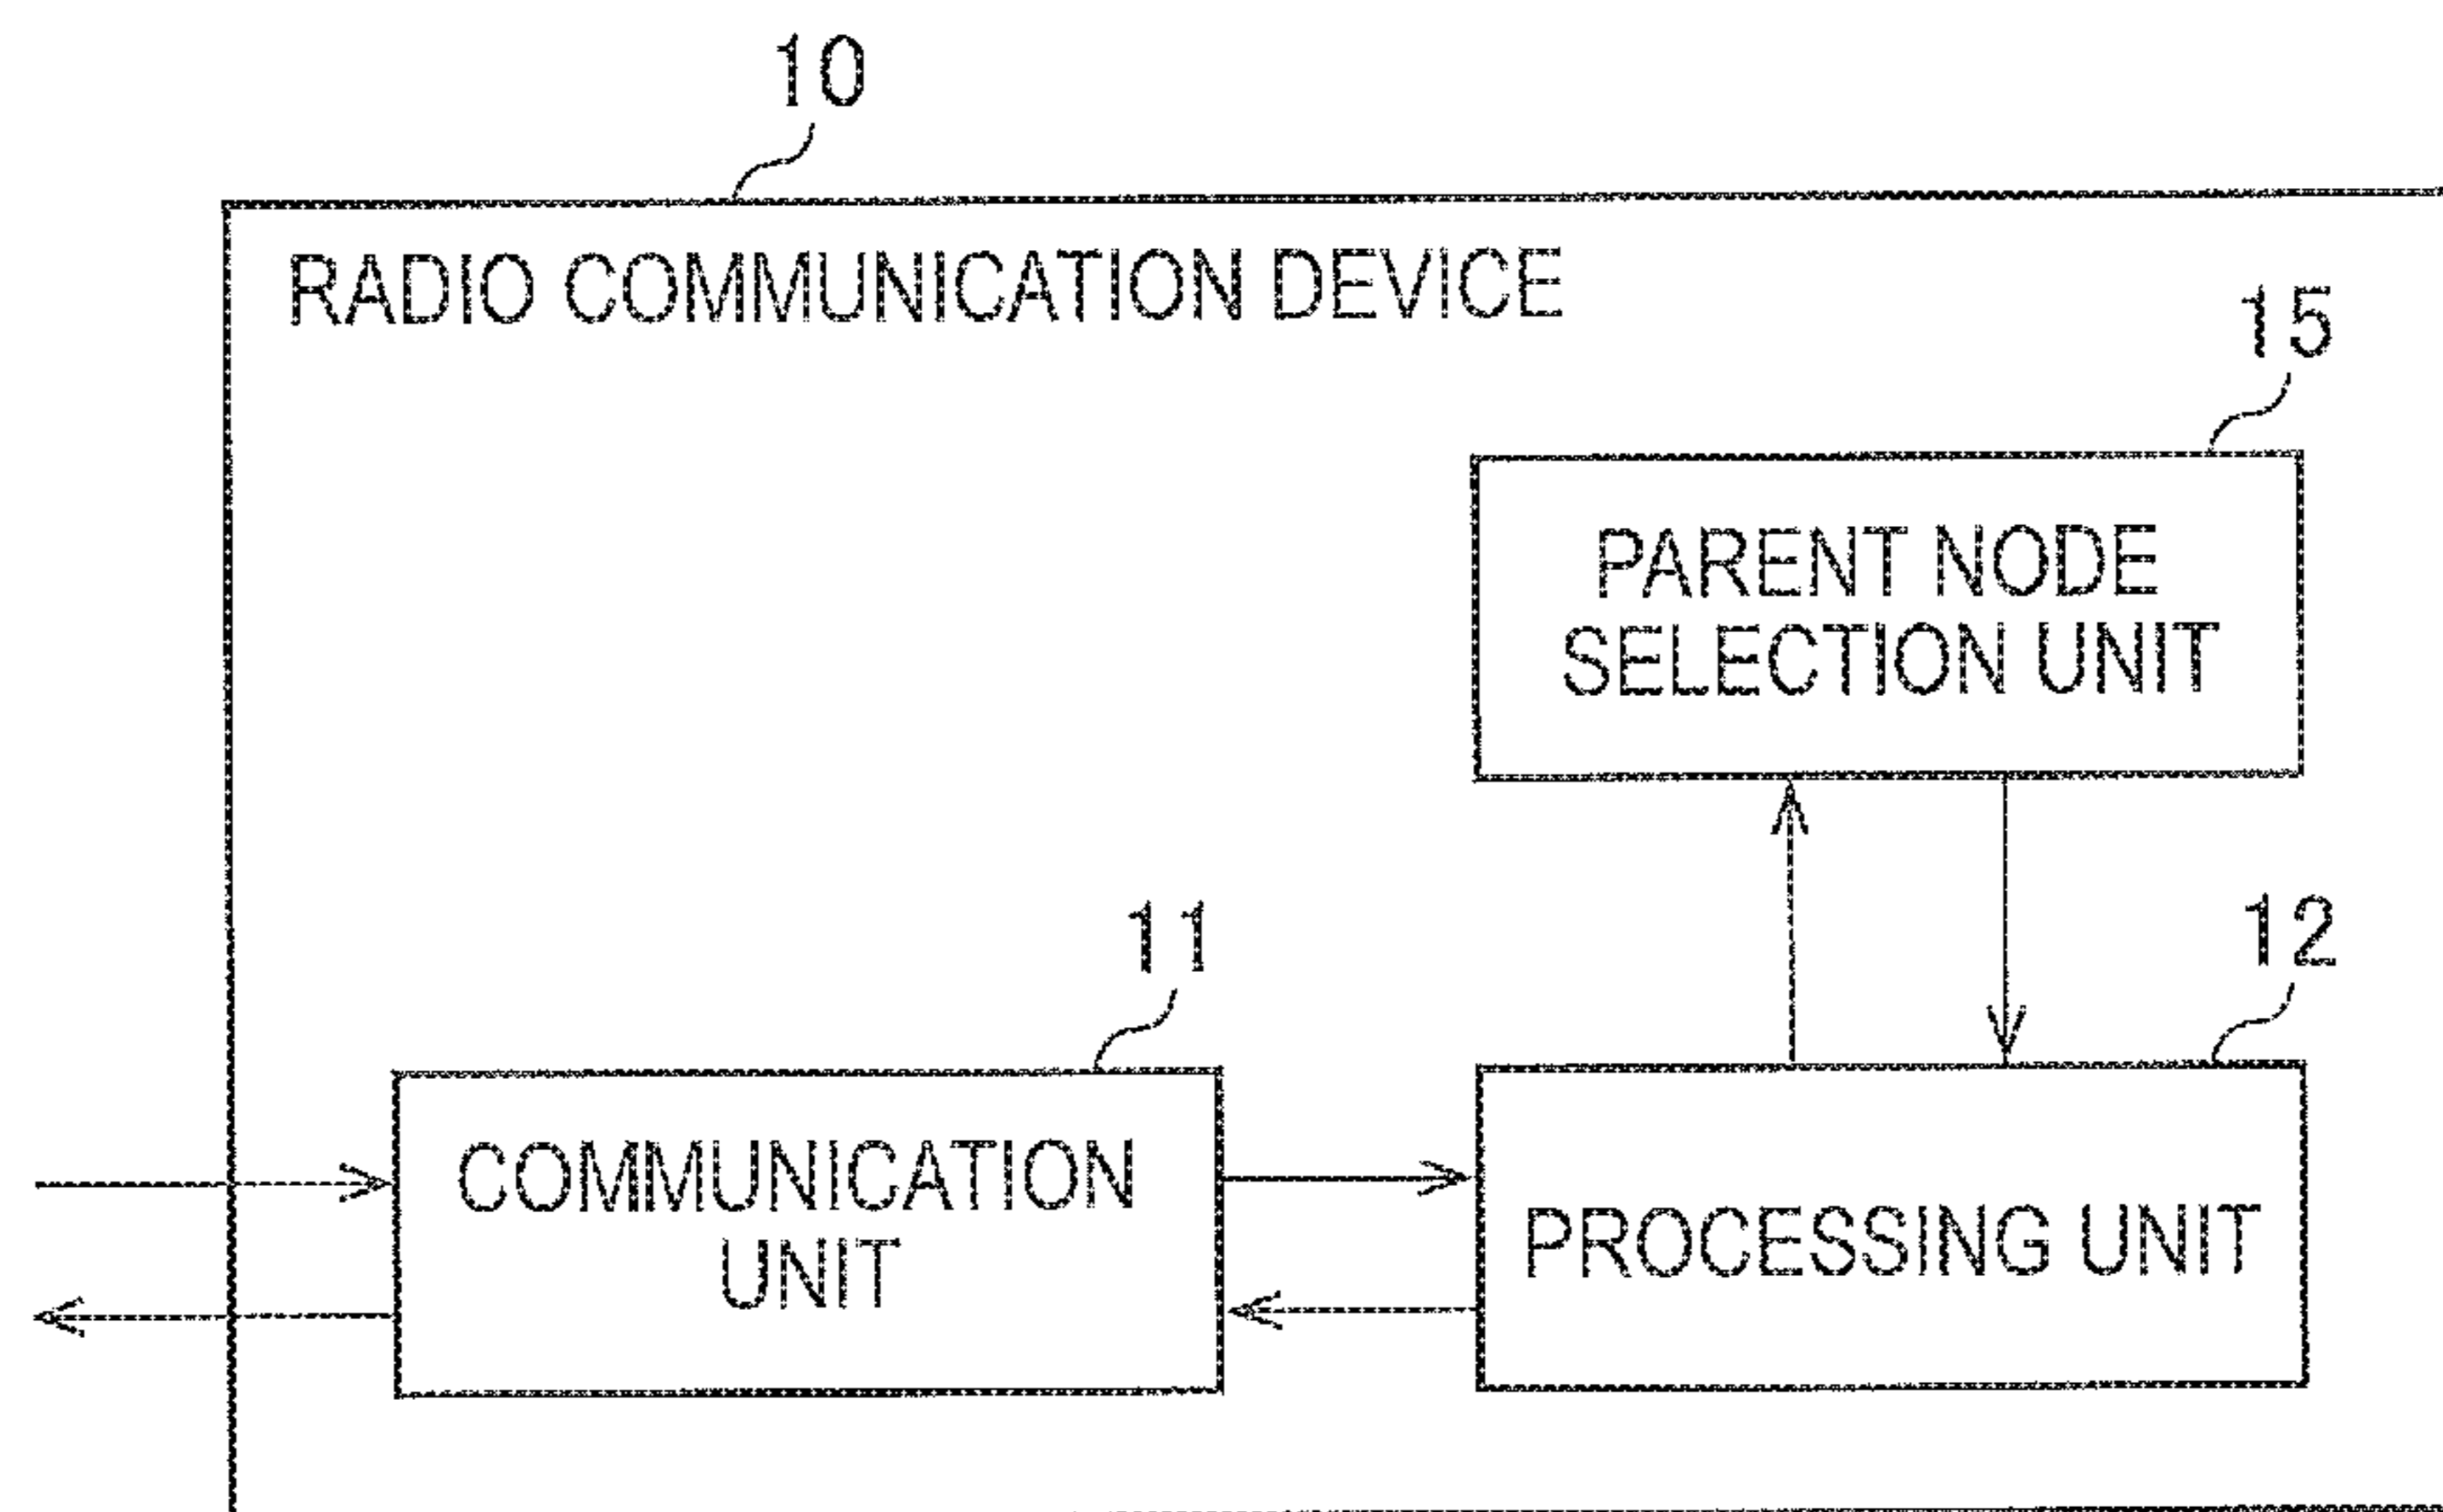 10
RADIO COMMUNICATION DEVICE
15
PARENT NODE
SELECTION UNIT
11
12
COMMUNICATION
UNIT
PROCESSING UNIT